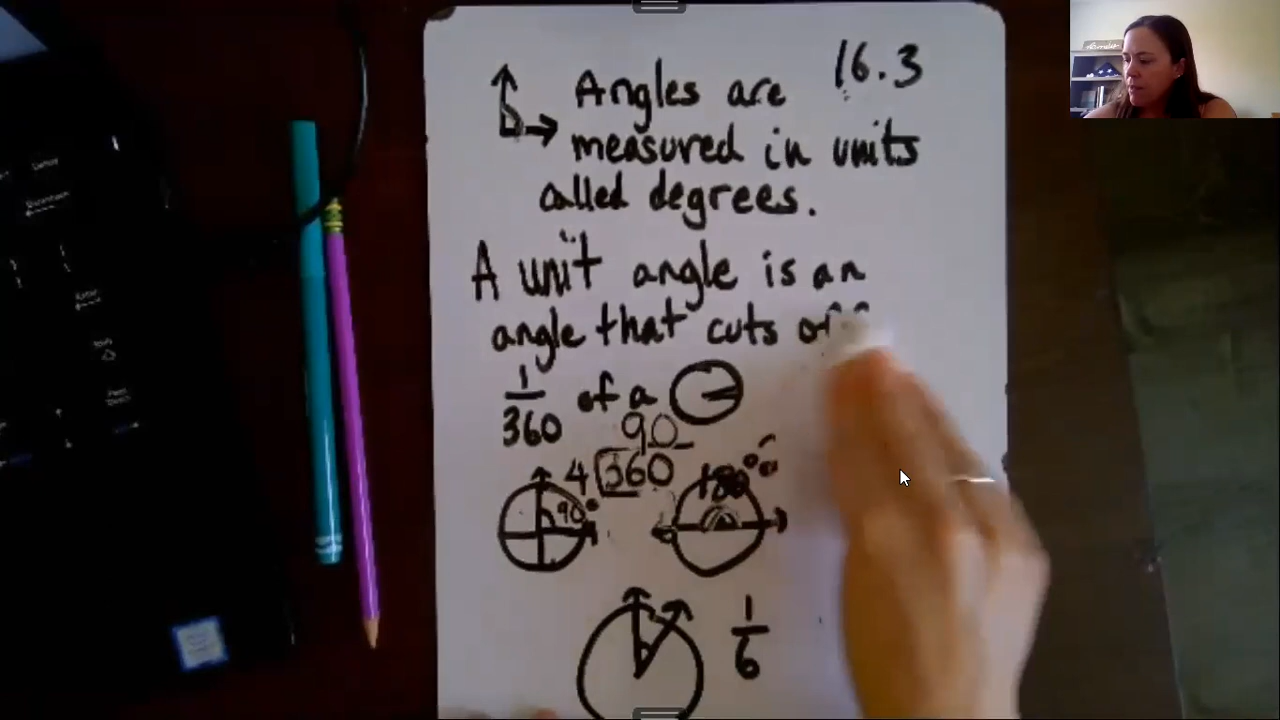 Angles are 16.3
measured in units
called degrees.
A unit angle is an
angle that cuts off
1
360
of a
90
4 360
90°
180°
1
6